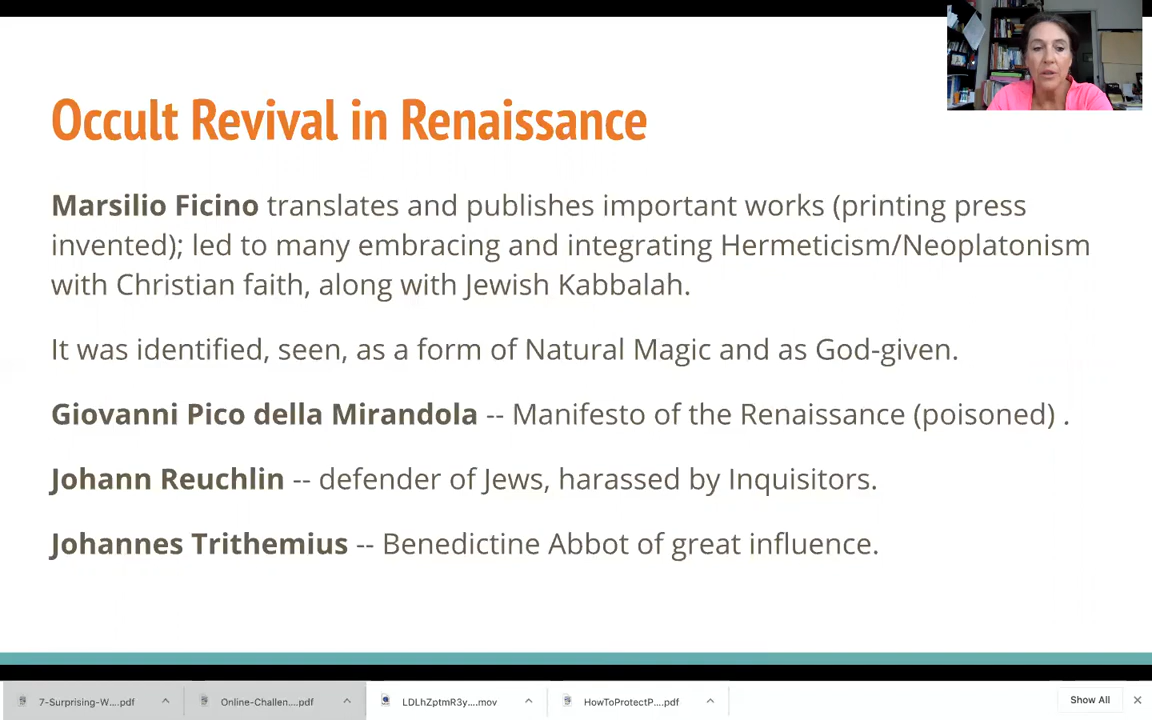 Occult Revival in Renaissance
Marsilio Ficino translates and publishes important works (printing press
invented); led to many embracing and integrating Hermeticism/Neoplatonism
with Christian faith, along with Jewish Kabbalah.
It was identified, seen, as a form of Natural Magic and as God-given.
Giovanni Pico della Mirandola -- Manifesto of the Renaissance (poisoned) .
Johann Reuchlin -- defender of Jews, harassed by Inquisitors.
Johannes Trithemius -- Benedictine Abbot of great influence.
7-Surprising-W....pdf Online-Challen....pdf LDLhZptmR3y....mov HowToProtectP....pdf Show All